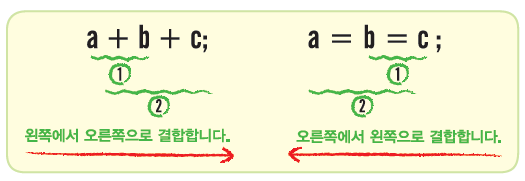 a + b + c;
①
②
왼쪽에서 오른쪽으로 결합합니다.
a = b = c ;
①
②
오른쪽에서 왼쪽으로 결합합니다.